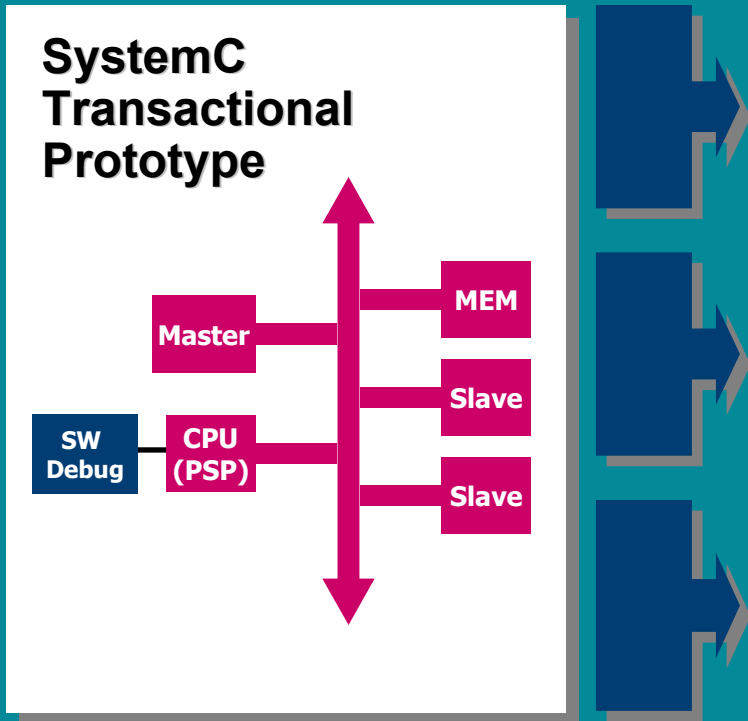 SystemC
Transactional
Prototype
MEM
Master
Slave
SW
Debug
CPU
(PSP)
Slave